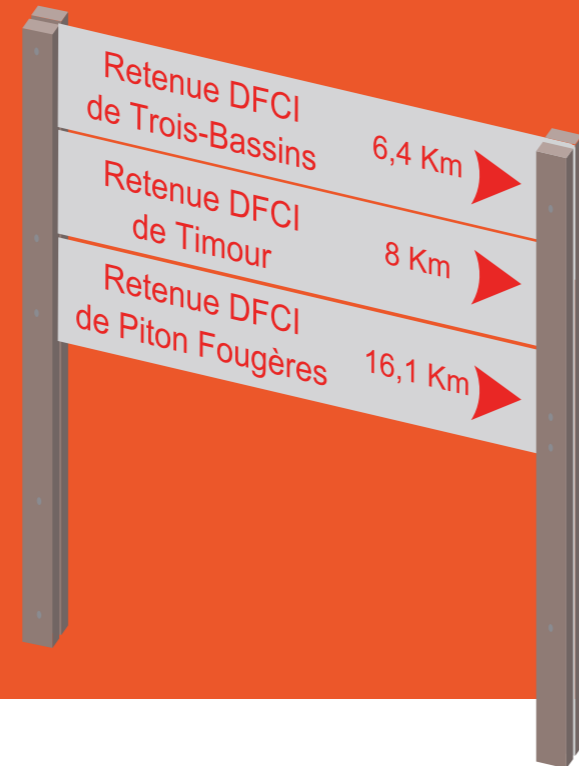 Retenue DFCI
de Trois-Bassins
6,4 Km
Retenue DFCI
de Timour
8 Km
Retenue DFCI
de Piton Fougères
16,1 Km